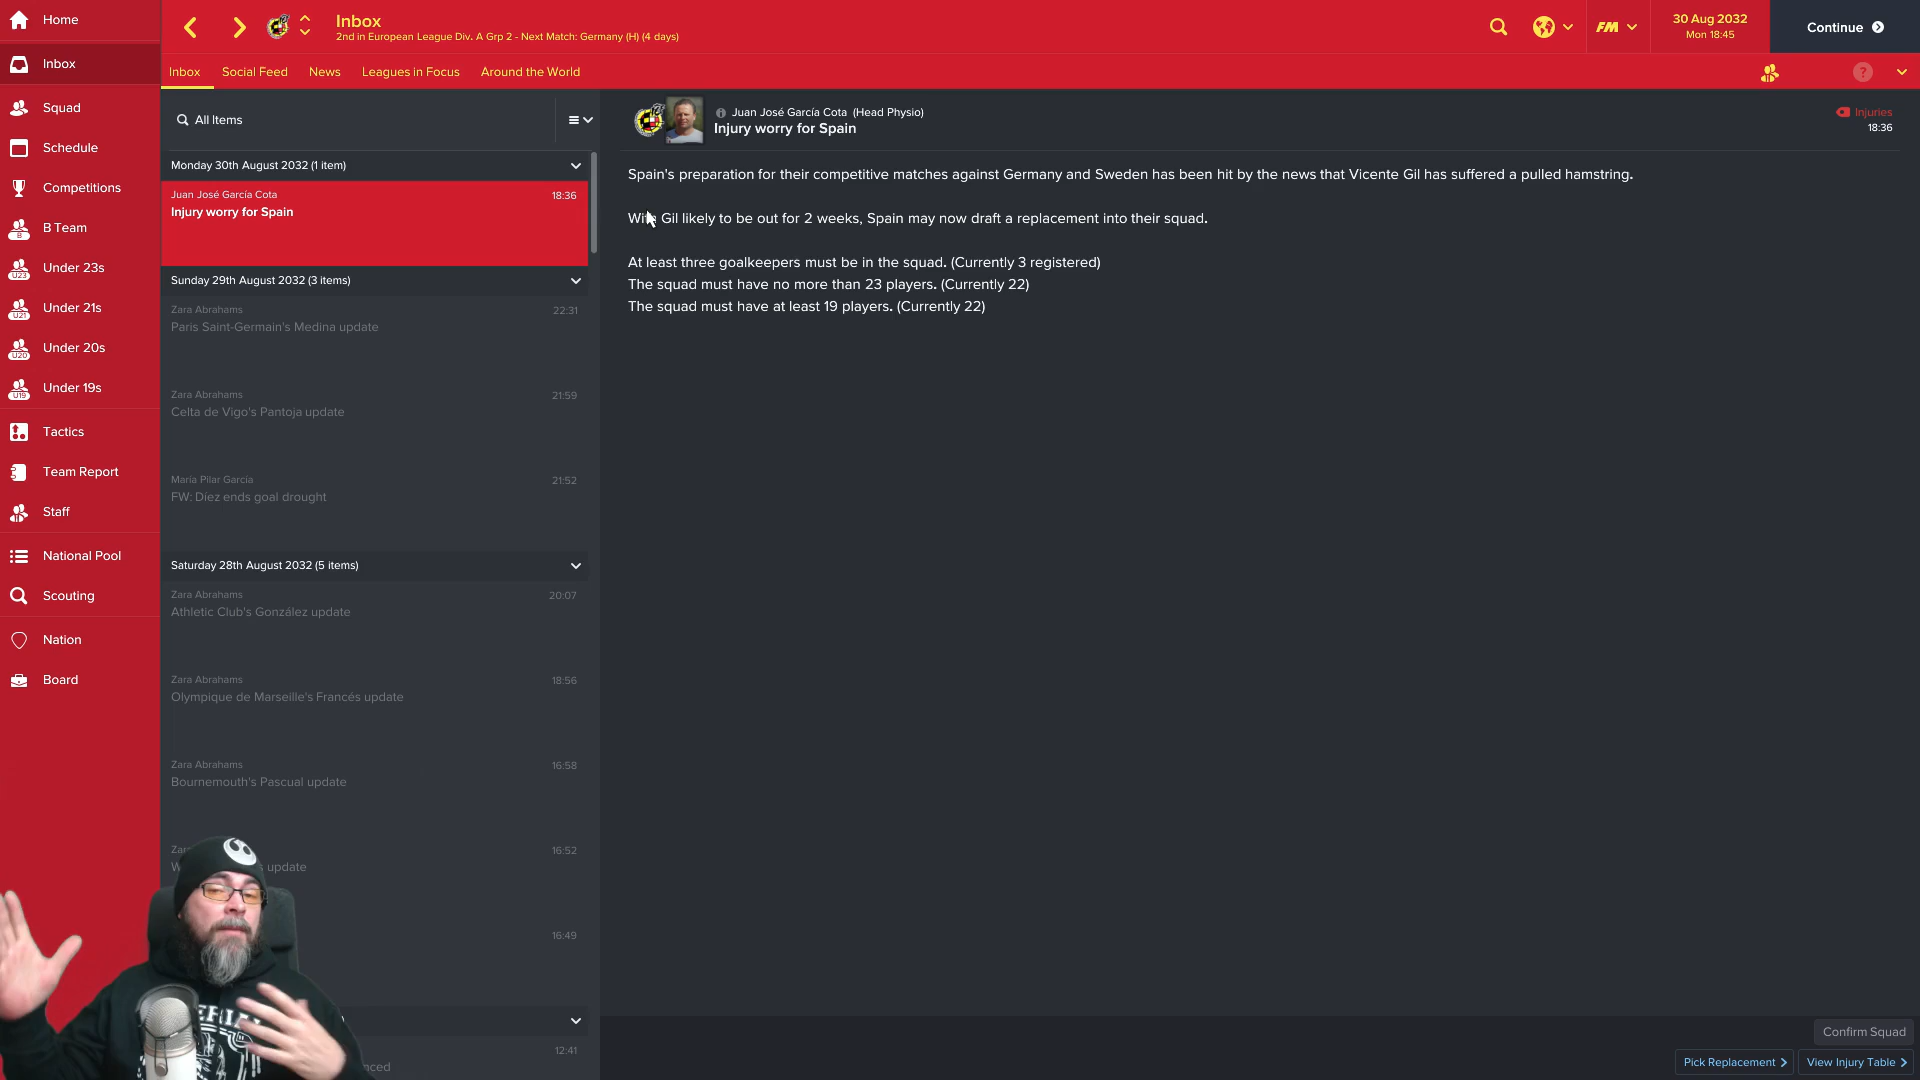 Home
Inbox
Squad
Schedule
Competitions
B Team
Under 23s
Under 21s
Under 20s
Under 19s
Tactics
Team Report
Staff
National Pool
Scouting
Nation
Board
B
U23
U21
U20
U19
Inbox
2nd in European League Div. A Grp 2 - Next Match: Germany (H) (4 days)
FM
30 Aug 2032
Mon 18:45
Continue
Inbox Social Feed News Leagues in Focus Around the World
?
All Items
Monday 30th August 2032 (1 item)
Juan José García Cota 18:36
Injury worry for Spain
Sunday 29th August 2032 (3 items)
Zara Abrahams 22:31
Paris Saint-Germain's Medina update
Zara Abrahams 21:59
Celta de Vigo's Pantoja update
María Pilar García 21:52
FW: Díez ends goal drought
Saturday 28th August 2032 (5 items)
Zara Abrahams 20:07
Athletic Club's González update
Zara Abrahams 18:56
Olympique de Marseille's Francés update
Zara Abrahams 16:58
Bournemouth's Pascual update
16:52
update
16:49
12:41
Juan José García Cota (Head Physio)
Injury worry for Spain
Injuries
18:36
Spain's preparation for their competitive matches against Germany and Sweden has been hit by the news that Vicente Gil has suffered a pulled hamstring.
With Gil likely to be out for 2 weeks, Spain may now draft a replacement into their squad.
At least three goalkeepers must be in the squad. (Currently 3 registered)
The squad must have no more than 23 players. (Currently 22)
The squad must have at least 19 players. (Currently 22)
Confirm Squad
Pick Replacement
View Injury Table